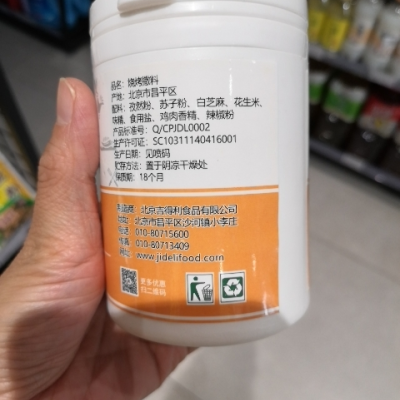 品名：烧烤撒料
产地：北京市昌平区
配料：孜然粉、苏子粉、白芝麻、花生米、
味精、食用盐、鸡肉香精、辣椒粉
产品标准号：Q/CPJDL0002
生产许可证：SC10311140416001
生产日期：见喷码
贮存方法：置于阴凉干燥处
保质期：18个月
制造商：北京吉得利食品有限公司
地址：北京市昌平区沙河镇小李庄
电话：010-80715600
传真：010-80713409
网址：www.jidelifood.com
更多优惠
扫二维码